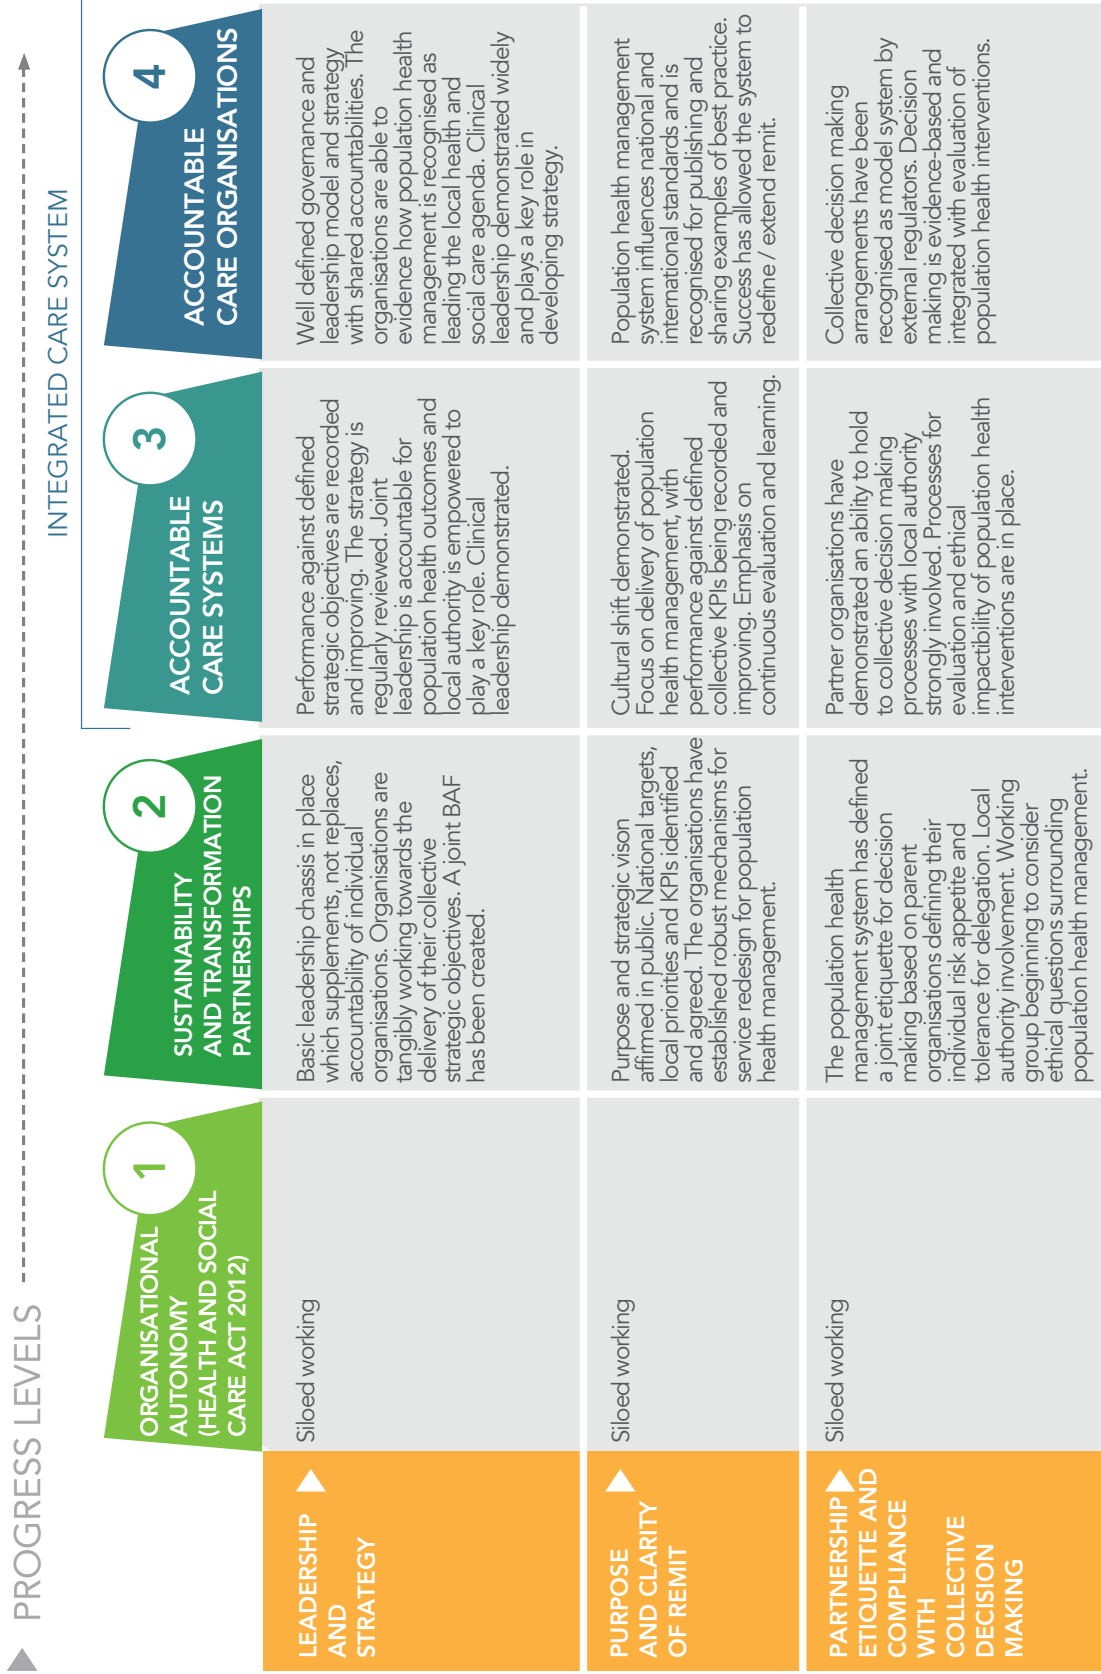 PROGRESS LEVELS
INTEGRATED CARE SYSTEM
1
ORGANISATIONAL
AUTONOMY
(HEALTH AND SOCIAL
CARE ACT 2012)
2
SUSTAINABILITY
AND TRANSFORMATION
PARTNERSHIPS
3
ACCOUNTABLE
CARE SYSTEMS
4
ACCOUNTABLE
CARE ORGANISATIONS
LEADERSHIP
AND
STRATEGY
Siloed working
Basic leadership chassis in place
which supplements, not replaces,
accountability of individual
organisations. Organisations are
tangibly working towards the
delivery of their collective
strategic objectives. A joint BAF
has been created.
Performance against defined
strategic objectives are recorded
and improving. The strategy is
regularly reviewed. Joint
leadership is accountable for
population health outcomes and
local authority is empowered to
play a key role. Clinical
leadership demonstrated.
Well defined governance and
leadership model and strategy
with shared accountabilities. The
organisations are able to
evidence how population health
management is recognised as
leading the local health and
social care agenda. Clinical
leadership demonstrated widely
and plays a key role in
developing strategy.
PURPOSE
AND CLARITY
OF REMIT
Siloed working
Purpose and strategic vison
affirmed in public. National targets,
local priorities and KPIs identified
and agreed. The organisations have
established robust mechanisms for
service redesign for population
health management.
Cultural shift demonstrated.
Focus on delivery of population
health management, with
performance against defined
collective KPIs being recorded and
improving. Emphasis on
continuous evaluation and learning.
Population health management
system influences national and
international standards and is
recognised for publishing and
sharing examples of best practice.
Success has allowed the system to
redefine / extend remit.
PARTNERSHIP
ETIQUETTE AND
COMPLIANCE
WITH
COLLECTIVE
DECISION
MAKING
Siloed working
The population health
management system has defined
a joint etiquette for decision
making based on parent
organisations defining their
individual risk appetite and
tolerance for delegation. Local
authority involvement. Working
group beginning to consider
ethical questions surrounding
population health management.
Partner organisations have
demonstrated an ability to hold
to collective decision making
processes with local authority
strongly involved. Processes for
evaluation and ethical
impactibility of population health
interventions are in place.
Collective decision making
arrangements have been
recognised as model system by
external regulators. Decision
making is evidence-based and
integrated with evaluation of
population health interventions.